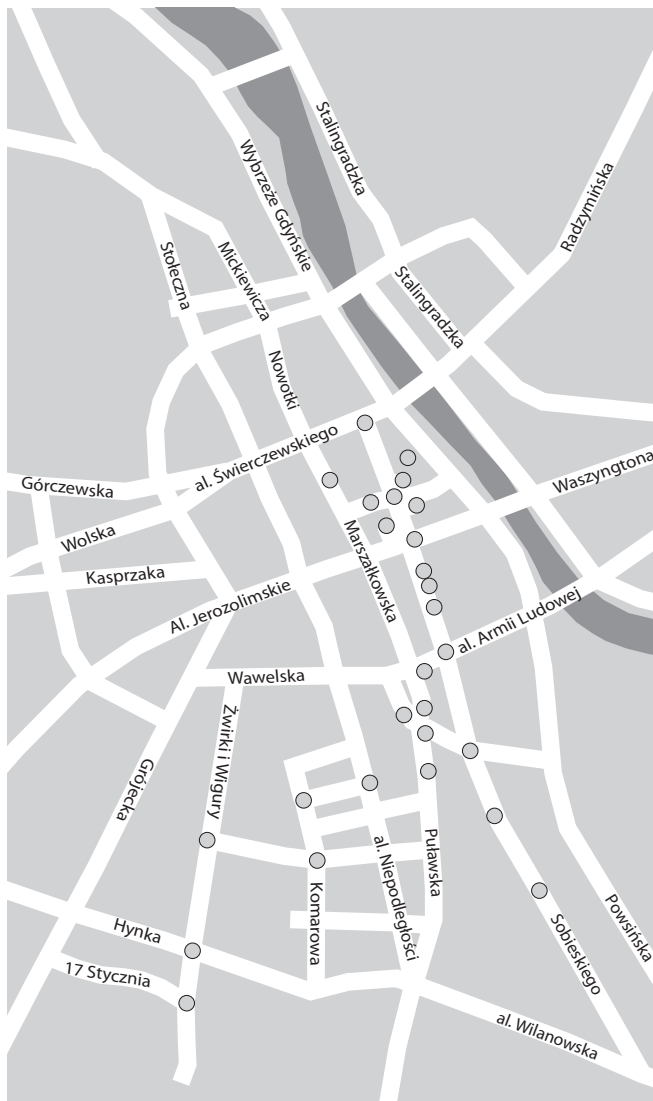 Stalingradzka
Wybrzeże Gdyńskie
Radzymińska
Stołeczna
Mickiewicza
Stalingradzka
Nowotki
al. Świerczewskiego
Górczewska
Waszyngtona
Wolska
Marszałkowska
Kasprzaka
Al. Jerozolimskie
al. Armii Ludowej
Wawelska
Żwirki i Wigury
Grójecka
al. Niepodległości
Puławska
Komarowa
Powsińska
Hynka
Sobieskiego
17 Stycznia
al. Wilanowska